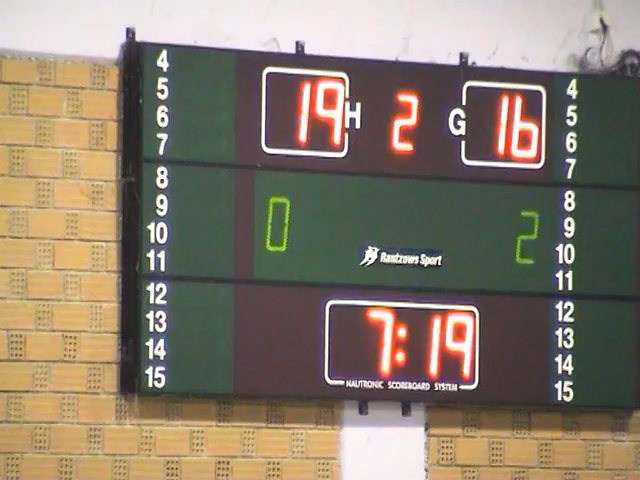 4 4
5 19 H 2 G 16 5
6 6
7 7
8 8
9 0 2 9
10 Rantzows Sport 10
11 11
12 12
13 7:19 13
14 14
NAUTRONIC SCOREBOARD SYSTEM
15 15